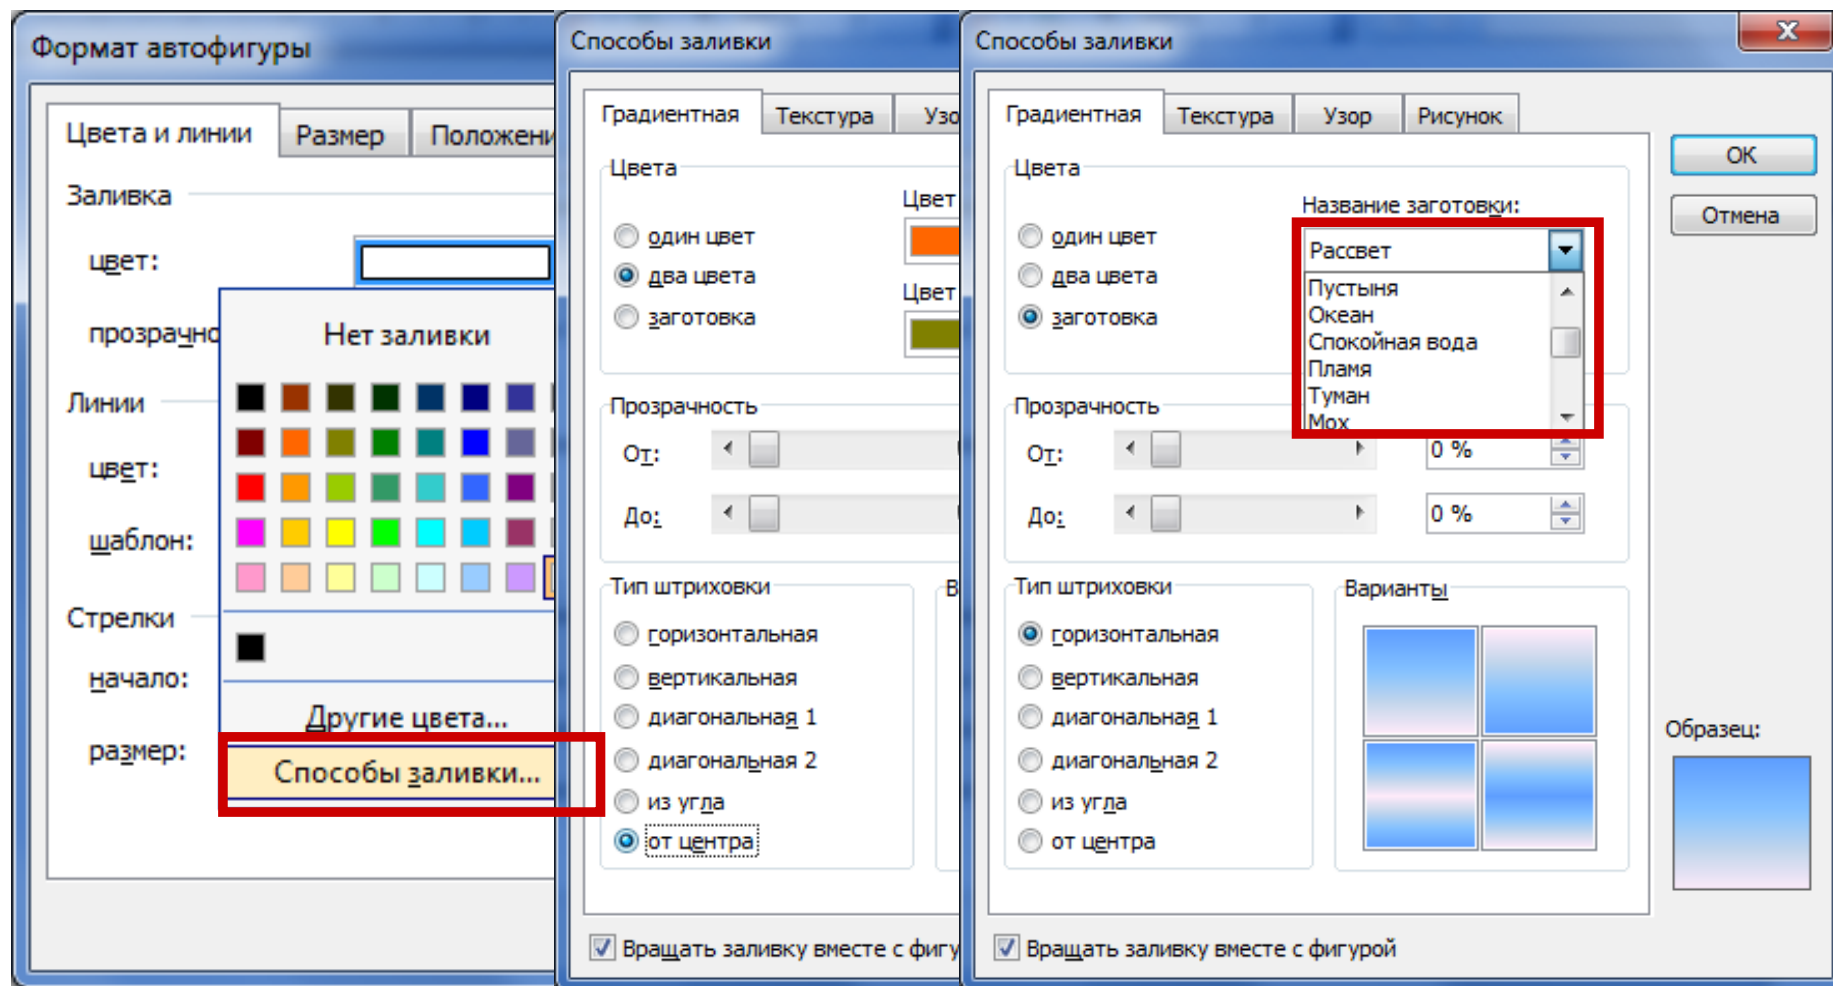 Формат автофигуры
Цвета и линии
Размер
Положени
Заливка
цвет:
прозрачно
Нет заливки
Линии
цвет:
шаблон:
Стрелки
начало:
размер:
Другие цвета...
Способы заливки...
Способы заливки
Градиентная
Текстура
Узо
Цвета
Цвет
один цвет
два цвета
Цвет
заготовка
Прозрачность
От:
До:
Тип штриховки
В
горизонтальная
вертикальная
диагональная 1
диагональная 2
из угла
от центра
Вращать заливку вместе с фигу
Способы заливки
Градиентная
Текстура
Узор
Рисунок
ОК
Отмена
Цвета
Название заготовки:
один цвет
Рассвет
два цвета
Пустыня
Океан
заготовка
Спокойная вода
Пламя
Туман
Мох
Прозрачность
От:
0 %
До:
0 %
Тип штриховки
Варианты
горизонтальная
вертикальная
диагональная 1
диагональная 2
из угла
от центра
Образец:
Вращать заливку вместе с фигурой